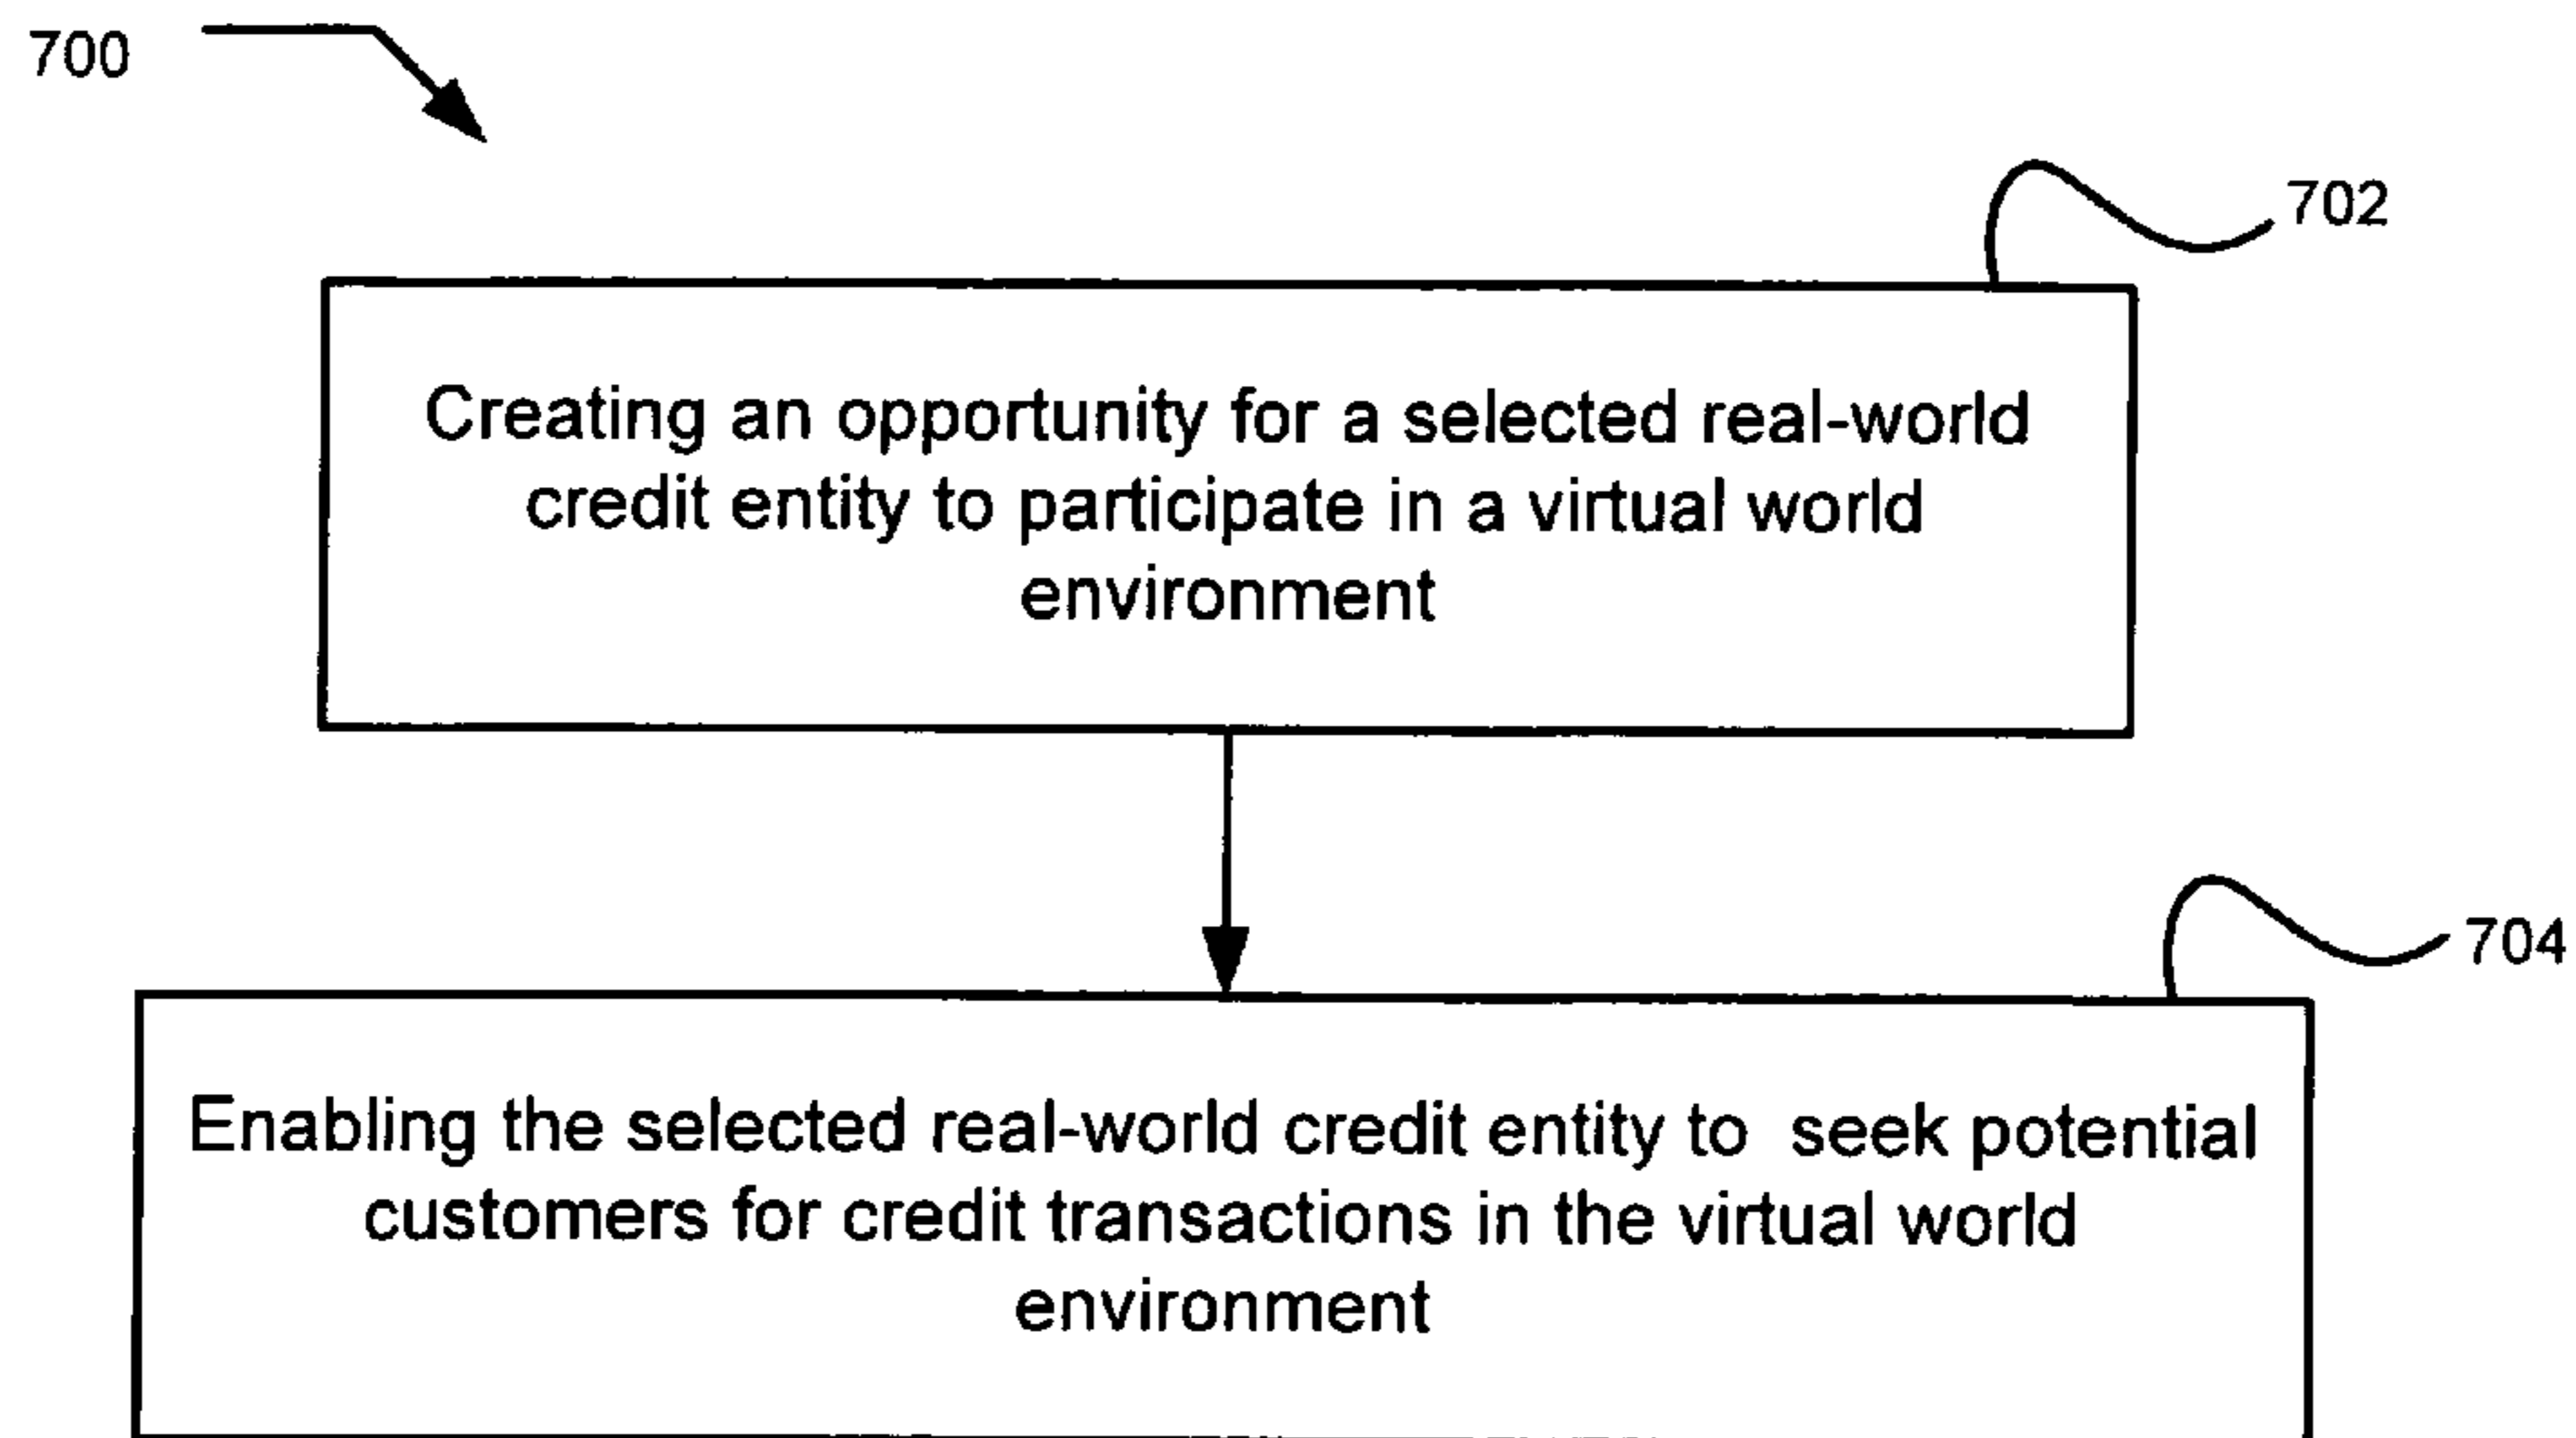 700
702
Creating an opportunity for a selected real-world
credit entity to participate in a virtual world
environment
704
Enabling the selected real-world credit entity to seek potential
customers for credit transactions in the virtual world
environment